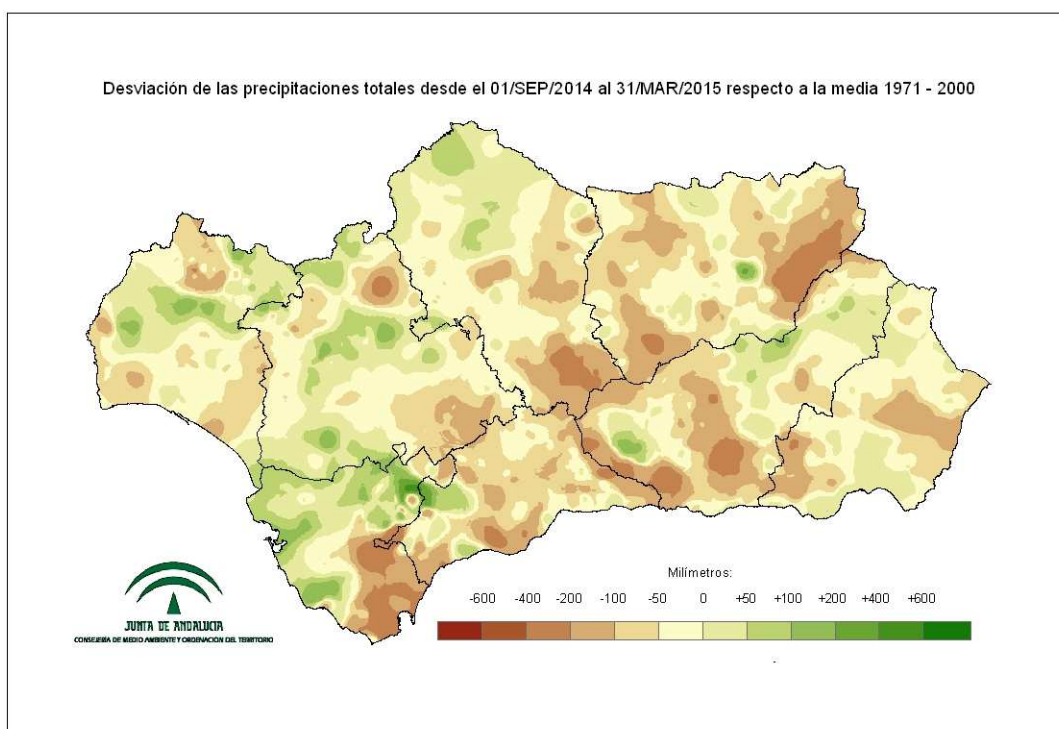 Desviación de las precipitaciones totales desde el 01/SEP/2014 al 31/MAR/2015 respecto a la media 1971 - 2000
Milímetros:
-600 -400 -200 -100 -50 0 +50 +100 +200 +400 +600
JUNTA DE ANDALUCIA
CONSEJERIA DE MEDIO AMBIENTE Y ORDENACION DEL TERRITORIO